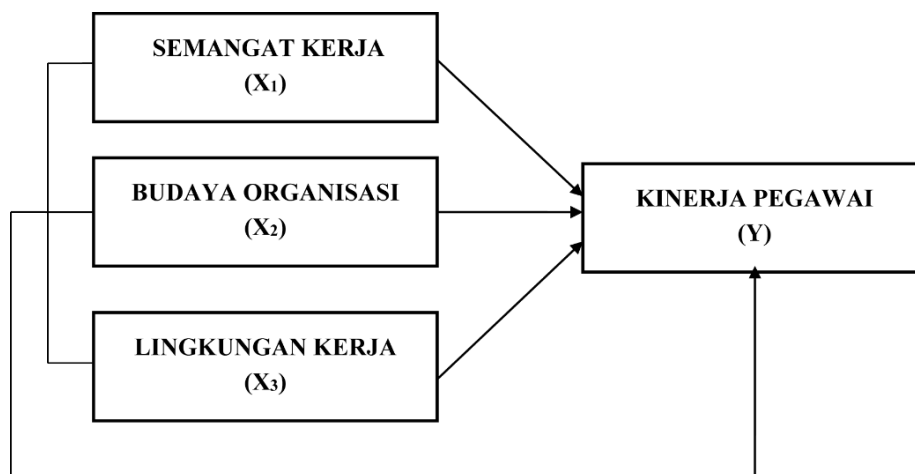 SEMANGAT KERJA
(X₁)
BUDAYA ORGANISASI
(X₂)
LINGKUNGAN KERJA
(X₃)
KINERJA PEGAWAI
(Y)